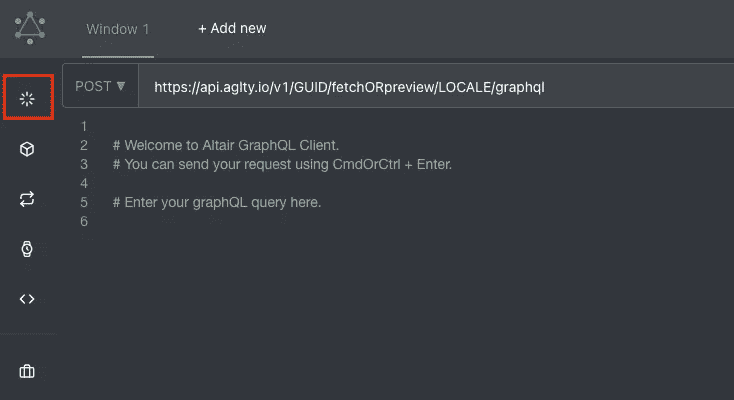 Window 1
+ Add new
POST ▼
https://api.aglty.io/v1/GUID/fetchORpreview/LOCALE/graphql
1
2 # Welcome to Altair GraphQL Client.
3 # You can send your request using CmdOrCtrl + Enter.
4
5 # Enter your graphQL query here.
6